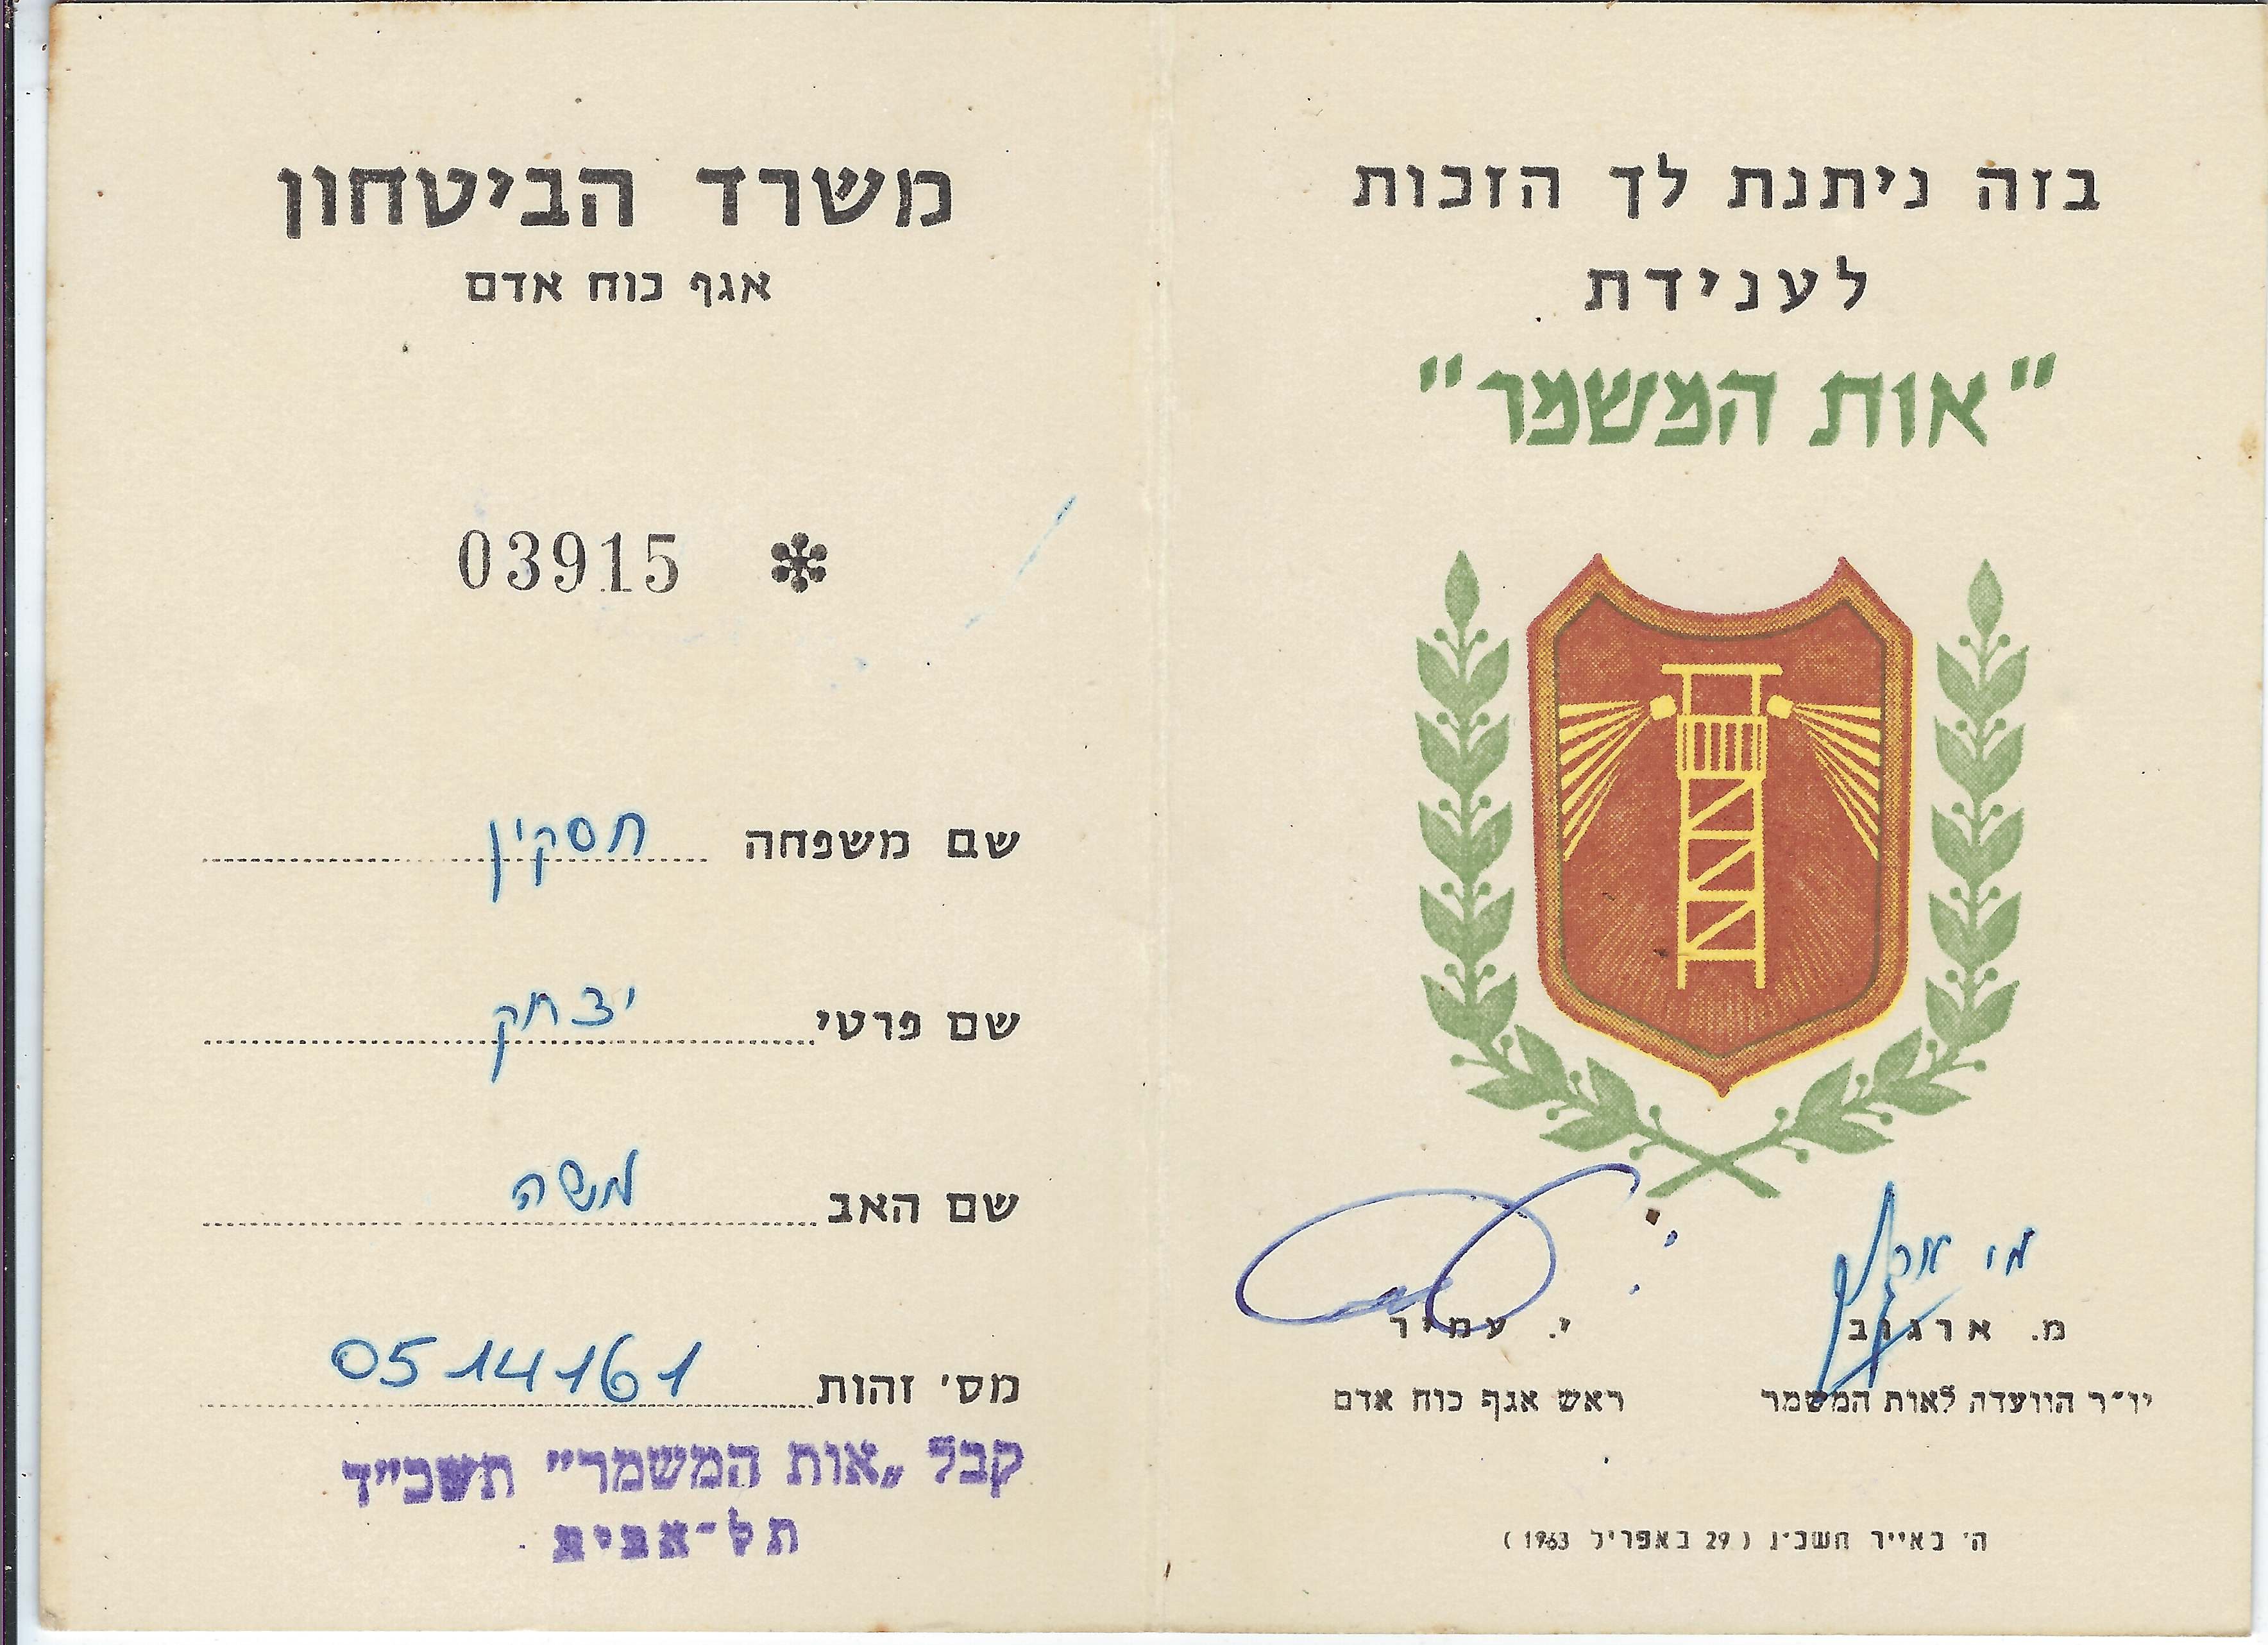 בזה ניתנת לך הזכות
לענידת
"אות המשמר"
מ. ארגוב
יו"ר הוועדה לאות המשמר
י. עמיר
ראש אגף כוח אדם
ה' באייר תשכ"ג (29 באפריל 1963)
משרד הביטחון
אגף כוח אדם
03915 *
שם משפחה חסקין
שם פרטי יצחק
שם האב משה
מס' זהות 0514161
קבל „אות המשמר" תשכ"ד
תל-אביב